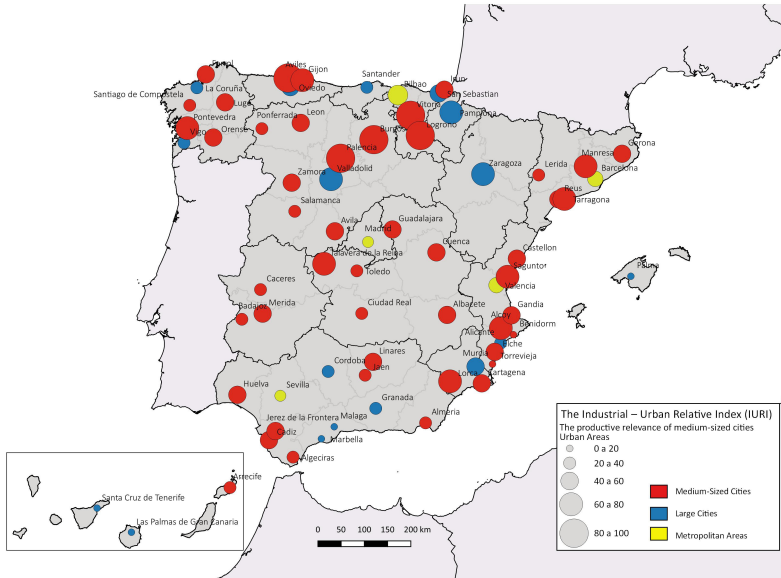 Ferrol
Aviles
Gijon
Santander
Bilbao
Irun
La Coruña
Oviedo
San Sebastian
Santiago de Compostela
Lugo
Vitoria
Pamplona
Pontevedra
Ponferrada
Leon
Burgos
Logroño
Vigo
Orense
Palencia
Gerona
Manresa
Zaragoza
Lerida
Barcelona
Zamora
Valladolid
Reus
Tarragona
Salamanca
Avila
Madrid
Guadalajara
Cuenca
Castellon
Talavera de la Reina
Sagunto
Toledo
Palma
Caceres
Valencia
Badajoz
Merida
Ciudad Real
Albacete
Gandia
Alcoy
Benidorm
Alicante
Elche
Linares
Murcia
Torrevieja
Cordoba
Jaen
Lorca
Cartagena
Huelva
Sevilla
Granada
Jerez de la Frontera
Malaga
Almeria
Cadiz
Marbella
Algeciras
Arrecife
Santa Cruz de Tenerife
Las Palmas de Gran Canaria
0 50 100 150 200 km
The Industrial – Urban Relative Index (IURI)
The productive relevance of medium-sized cities
Urban Areas
0 a 20
20 a 40
40 a 60
60 a 80
80 a 100
Medium-Sized Cities
Large Cities
Metropolitan Areas